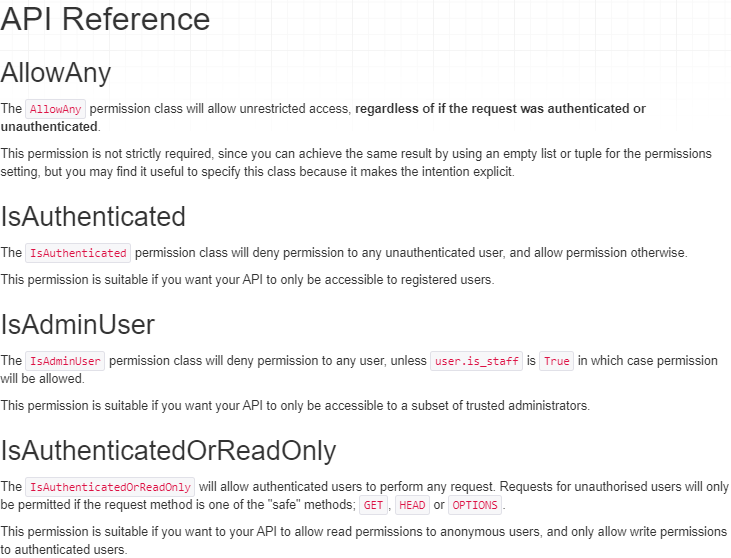 API Reference
AllowAny
The AllowAny permission class will allow unrestricted access, regardless of if the request was authenticated or
unauthenticated.
This permission is not strictly required, since you can achieve the same result by using an empty list or tuple for the permissions
setting, but you may find it useful to specify this class because it makes the intention explicit.
IsAuthenticated
The IsAuthenticated permission class will deny permission to any unauthenticated user, and allow permission otherwise.
This permission is suitable if you want your API to only be accessible to registered users.
IsAdminUser
The IsAdminUser permission class will deny permission to any user, unless user.is_staff is True in which case permission
will be allowed.
This permission is suitable if you want your API to only be accessible to a subset of trusted administrators.
IsAuthenticatedOrReadOnly
The IsAuthenticatedOrReadOnly will allow authenticated users to perform any request. Requests for unauthorised users will only
be permitted if the request method is one of the "safe" methods; GET, HEAD or OPTIONS.
This permission is suitable if you want to your API to allow read permissions to anonymous users, and only allow write permissions
to authenticated users.